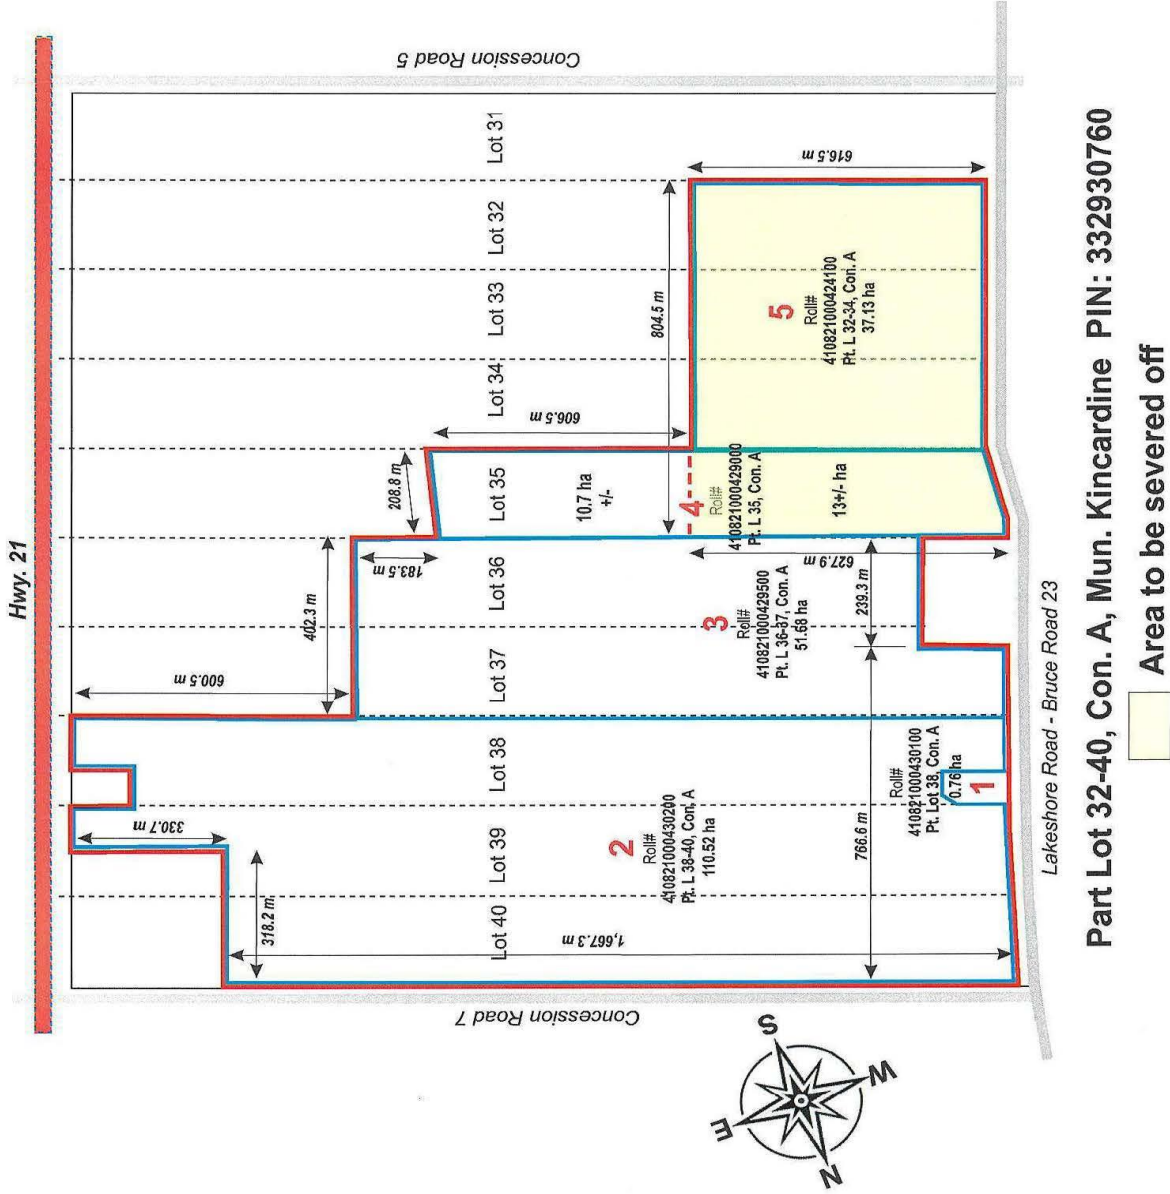 Hwy. 21
Concession Road 5
Lot 31
Lot 32
Lot 33
Lot 34
Lot 35
Lot 36
Lot 37
Lot 38
Lot 39
Lot 40
616.5 m
804.5 m
606.5 m
208.8 m
183.5 m
402.3 m
600.5 m
330.7 m
318.2 m
1,667.3 m
766.6 m
239.3 m
627.9 m
5
Roll#
410821000424100
Pt. L 32-34, Con. A
37.13 ha
10.7 ha
+/-
4
Roll#
410821000429000
Pt. L 35, Con. A
13+/- ha
3
Roll#
410821000429500
Pt. L 36-37, Con. A
51.68 ha
2
Roll#
410821000430200
Pt. L 38-40, Con. A
110.52 ha
Roll#
410821000430100
Pt. Lot 38, Con. A
0.76 ha
1
Concession Road 7
Lakeshore Road - Bruce Road 23
N
E
S
W
Part Lot 32-40, Con. A, Mun. Kincardine PIN: 332930760
Area to be severed off